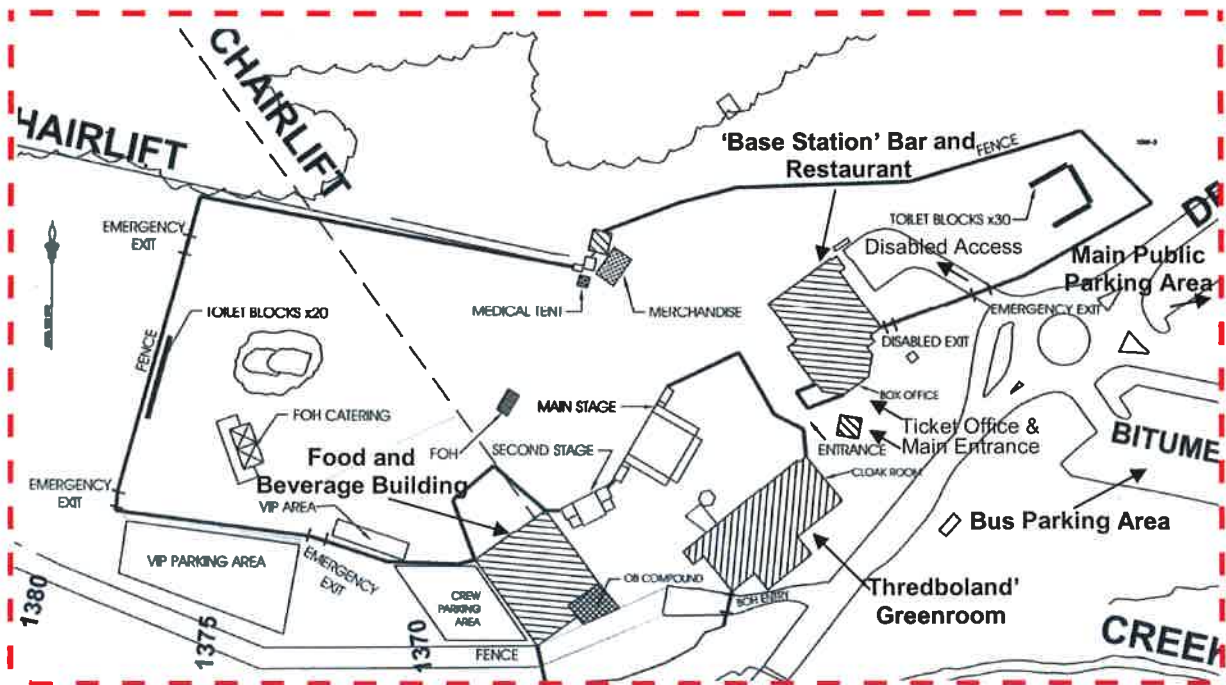 CHAIRLIFT
HAIRLIFT
'Base Station' Bar and
Restaurant
FENCE
TOILET BLOCKS x30
Disabled Access
Main Public
Parking Area
EMERGENCY
EXIT
MEDICAL TENT
MERCHANDISE
EMERGENCY EXIT
TOILET BLOCKS x20
DISABLED EXIT
FENCE
BOX OFFICE
MAIN STAGE
FOH CATERING
Ticket Office &
Main Entrance
ENTRANCE
BITUME
FOH
SECOND STAGE
Food and
Beverage Building
CLOAK ROOM
EMERGENCY
EXIT
VIP AREA
Bus Parking Area
VIP PARKING AREA
EMERGENCY
EXIT
OB COMPOUND
CREW
PARKING
AREA
Thredboland'
Greenroom
BOH ENTRY
1380
1375
1370
FENCE
CREEK